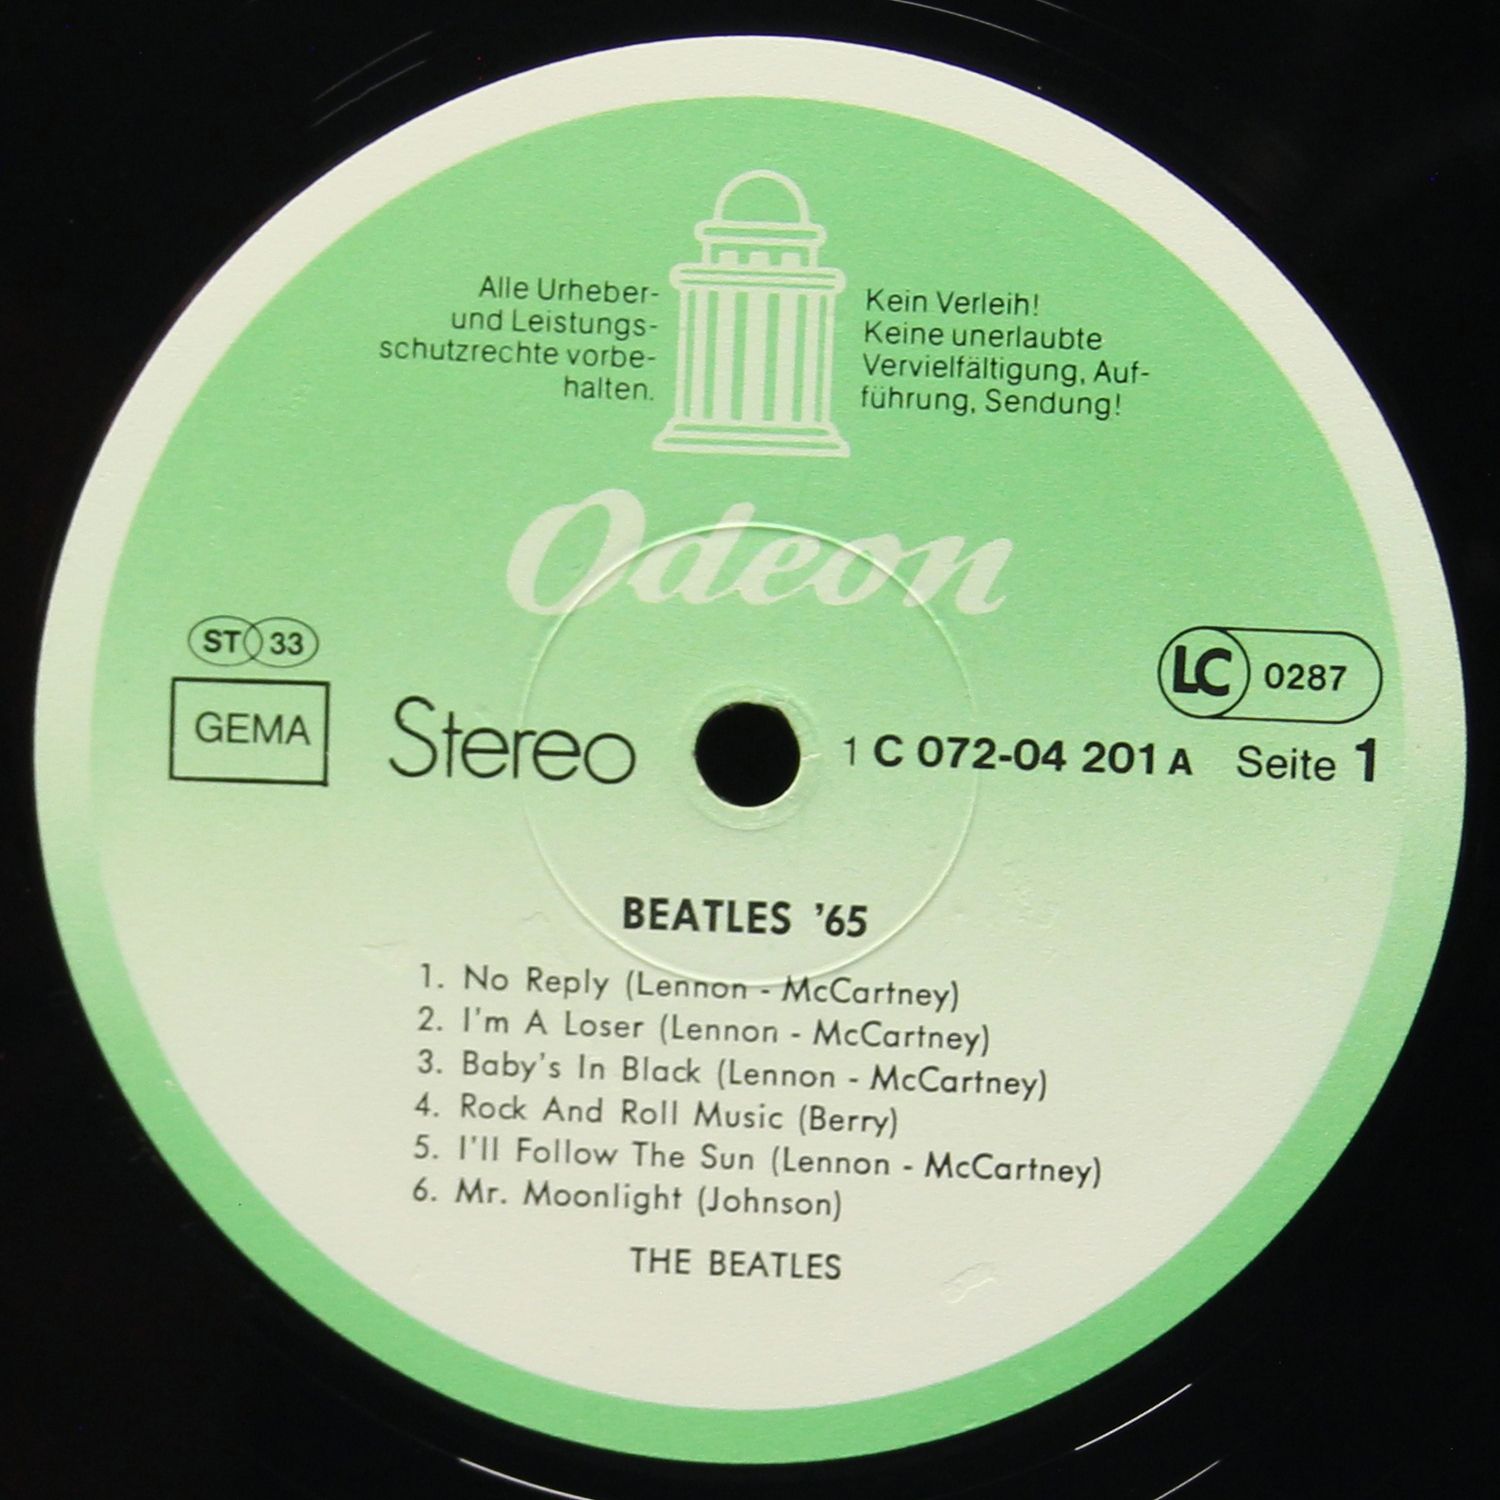 Alle Urheber-
und Leistungs-
schutzrechte vorbe-
halten.
Kein Verleih!
Keine unerlaubte
Vervielfältigung, Auf-
führung, Sendung!
Odeon
ST 33
GEMA
Stereo
LC 0287
1 C 072-04 201 A Seite 1
BEATLES '65
1. No Reply (Lennon - McCartney)
2. I'm A Loser (Lennon - McCartney)
3. Baby's In Black (Lennon - McCartney)
4. Rock And Roll Music (Berry)
5. I'll Follow The Sun (Lennon - McCartney)
6. Mr. Moonlight (Johnson)
THE BEATLES